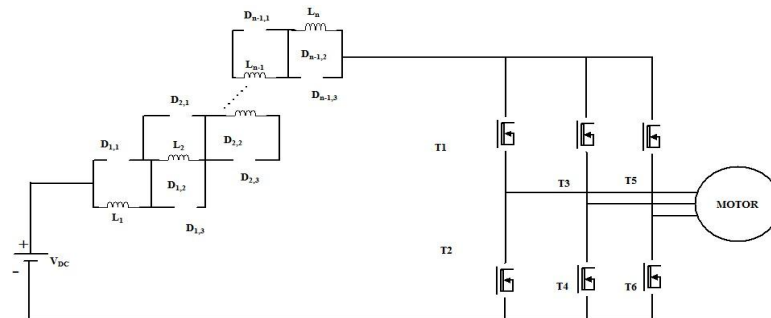 Dn-1,1
Ln
Ln-1
Dn-1,2
Dn-1,3
D2,1
D1,1
L2
D2,2
D2,3
D1,2
L1
D1,3
T1
T3
T5
MOTOR
T2
T4
T6
+
VDC
-